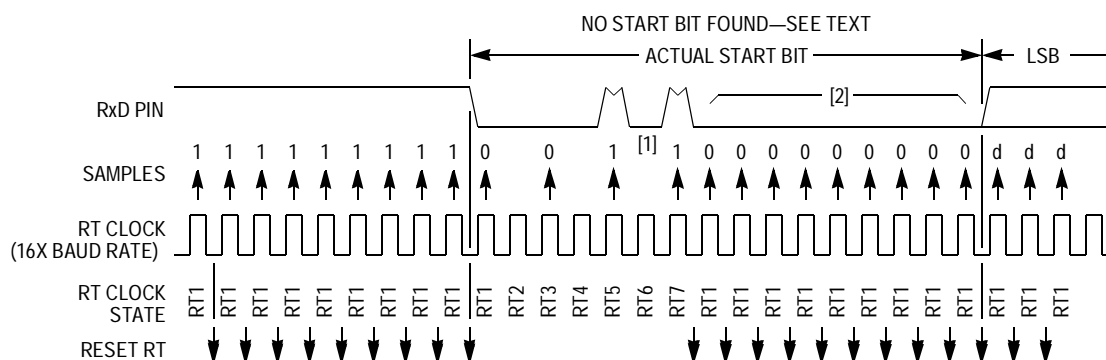 NO START BIT FOUND—SEE TEXT
ACTUAL START BIT LSB
RxD PIN [2]
[1]
SAMPLES 1 1 1 1 1 1 1 1 1 0 0 1 1 0 0 0 0 0 0 0 0 0 d d d
RT CLOCK
(16X BAUD RATE)
RT CLOCK
STATE
RT1 RT1 RT1 RT1 RT1 RT1 RT1 RT1 RT1 RT1 RT2 RT3 RT4 RT5 RT6 RT7 RT1 RT1 RT1 RT1 RT1 RT1 RT1 RT1 RT1 RT1 RT1 RT1
RESET RT